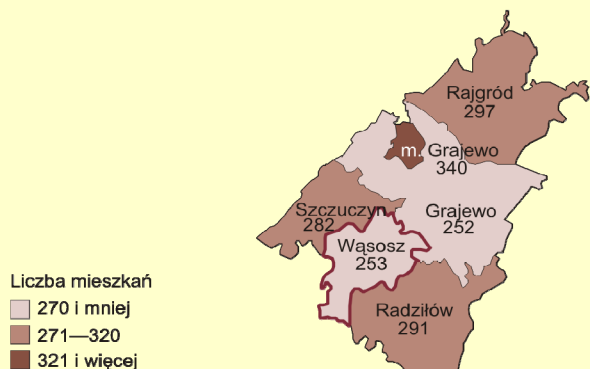 Rajgród
297
m. Grajewo
340
Szczuczyn
282
Grajewo
252
Wąsosz
253
Radziłów
291
Liczba mieszkań
270 i mniej
271—320
321 i więcej